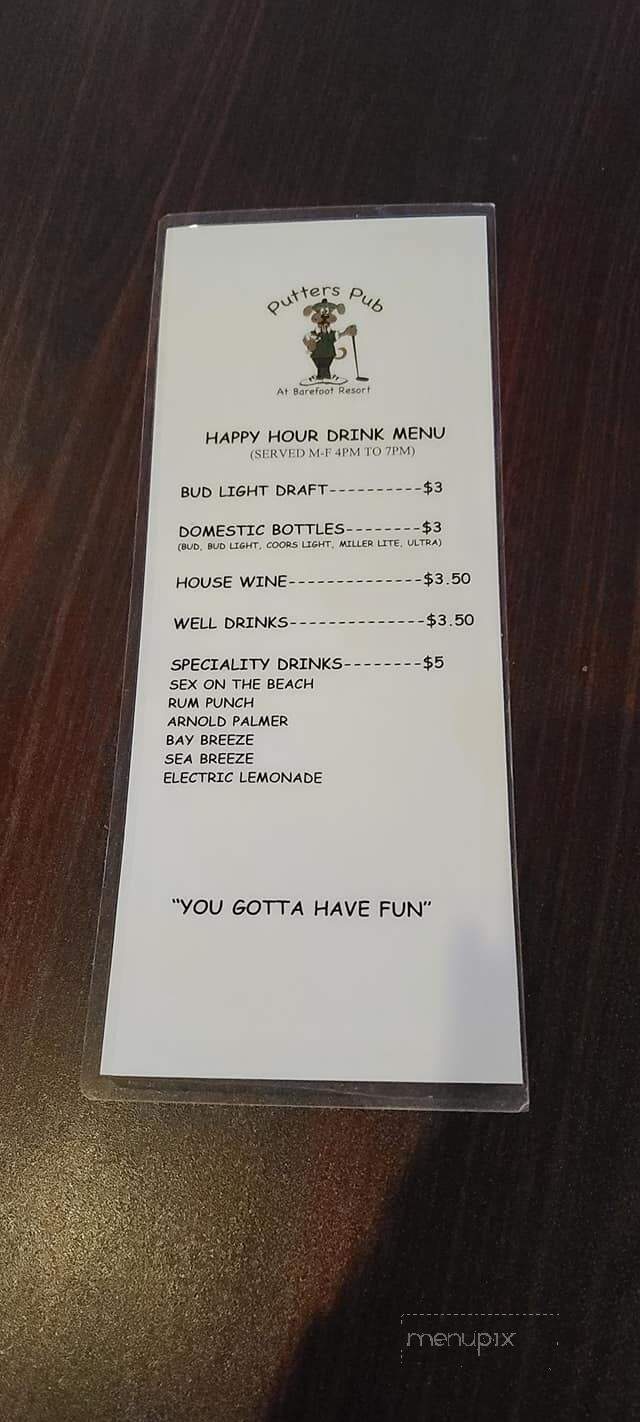 Putters Pub
At Barefoot Resort
HAPPY HOUR DRINK MENU
(SERVED M-F 4PM TO 7PM)
BUD LIGHT DRAFT----------$3
DOMESTIC BOTTLES--------$3
(BUD, BUD LIGHT, COORS LIGHT, MILLER LITE, ULTRA)
HOUSE WINE--------------$3.50
WELL DRINKS--------------$3.50
SPECIALITY DRINKS--------$5
SEX ON THE BEACH
RUM PUNCH
ARNOLD PALMER
BAY BREEZE
SEA BREEZE
ELECTRIC LEMONADE
"YOU GOTTA HAVE FUN"
menupix